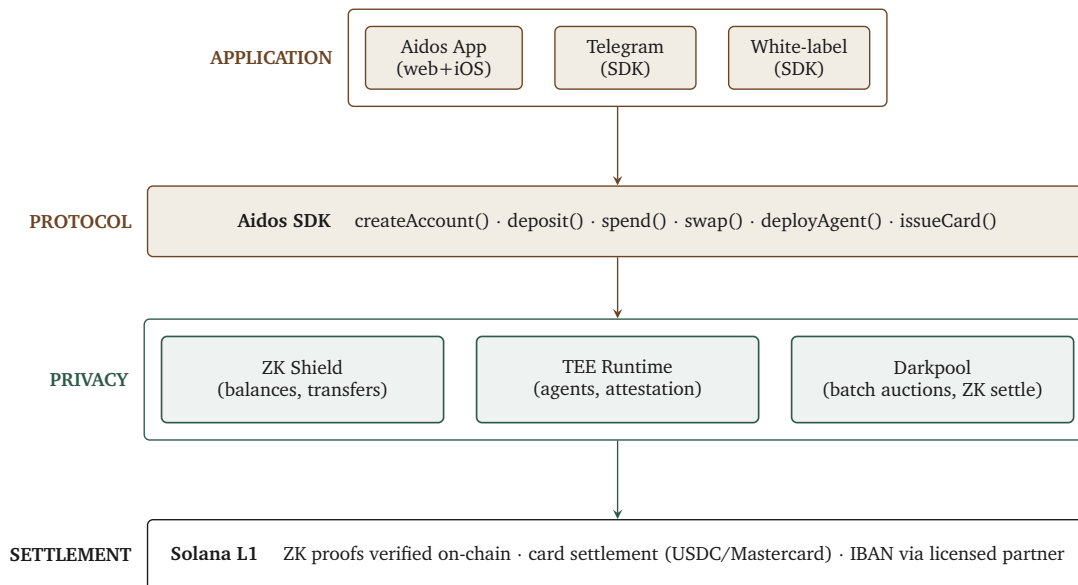 APPLICATION
Aidos App
(web+iOS)
Telegram
(SDK)
White-label
(SDK)
PROTOCOL
Aidos SDK createAccount() · deposit() · spend() · swap() · deployAgent() · issueCard()
PRIVACY
ZK Shield
(balances, transfers)
TEE Runtime
(agents, attestation)
Darkpool
(batch auctions, ZK settle)
SETTLEMENT
Solana L1 ZK proofs verified on-chain · card settlement (USDC/Mastercard) · IBAN via licensed partner